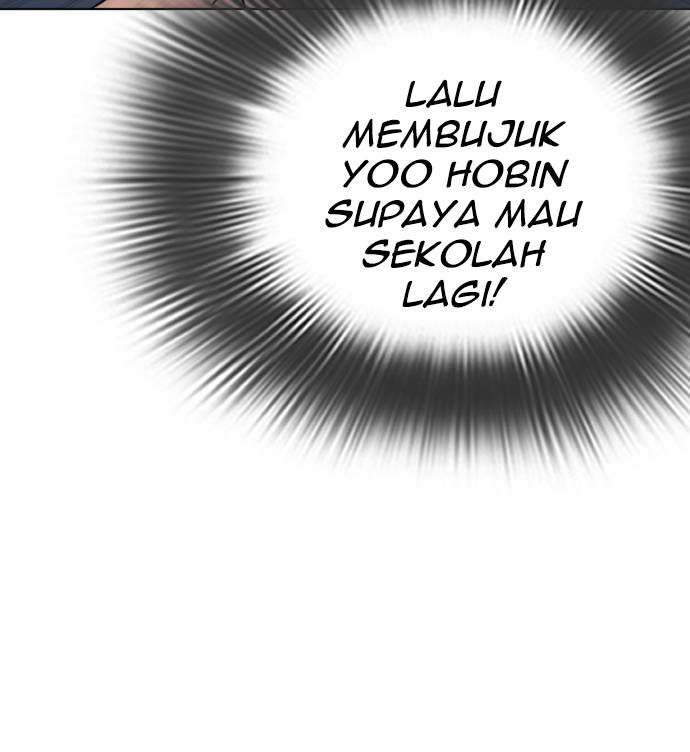 LALU
MEMBUJUK
YOO HOBIN
SUPAYA MAU
SEKOLAH
LAGI!